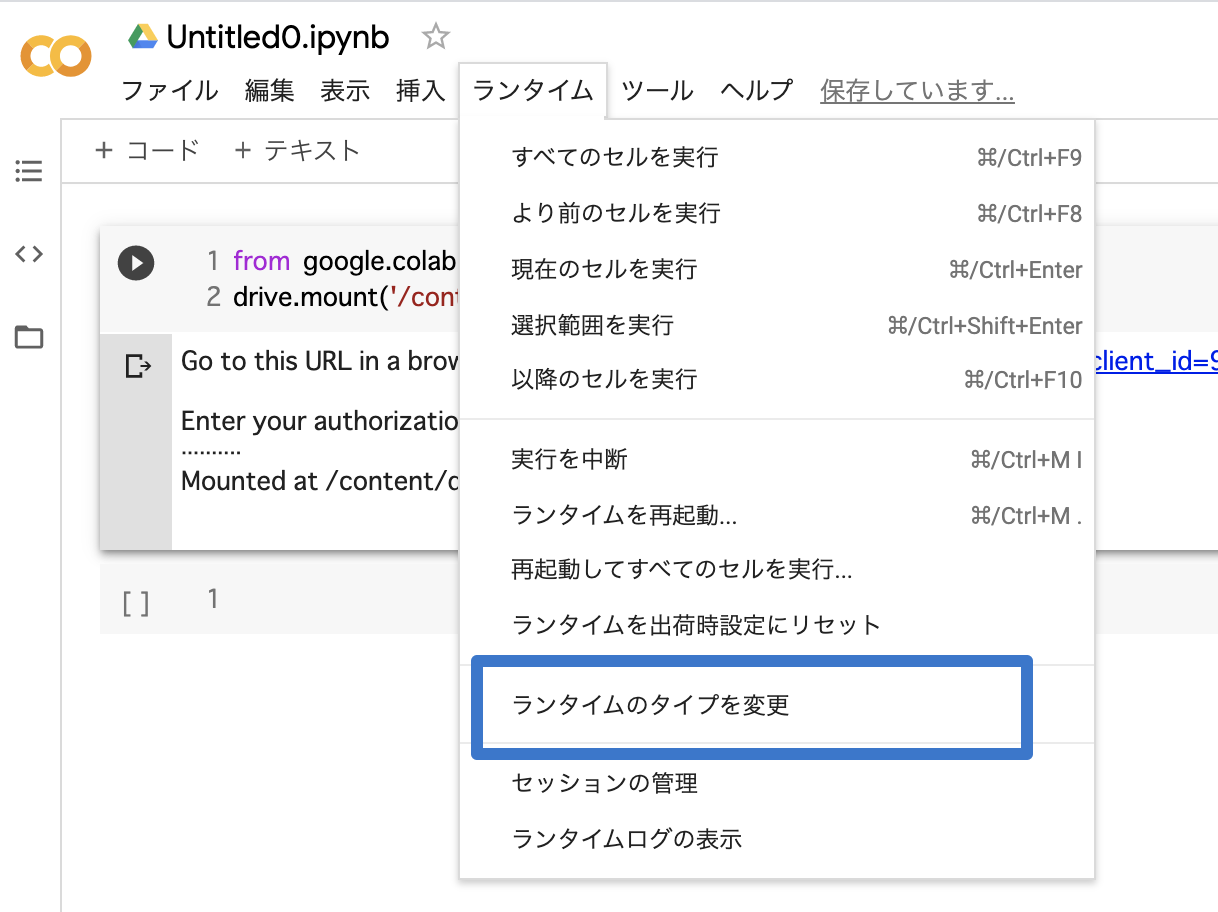 Untitled0.ipynb
ファイル 編集 表示 挿入 ランタイム ツール ヘルプ 保存しています...
+ コード + テキスト
すべてのセルを実行 ⌘/Ctrl+F9
より前のセルを実行 ⌘/Ctrl+F8
現在のセルを実行 ⌘/Ctrl+Enter
選択範囲を実行 ⌘/Ctrl+Shift+Enter
以降のセルを実行 ⌘/Ctrl+F10
実行を中断 ⌘/Ctrl+M I
ランタイムを再起動... ⌘/Ctrl+M .
再起動してすべてのセルを実行...
ランタイムを出荷時設定にリセット
ランタイムのタイプを変更
セッションの管理
ランタイムログの表示
1 from google.colab
2 drive.mount('/cont
Go to this URL in a brow
client_id=9
Enter your authorizatio
··········
Mounted at /content/d
[ ] 1